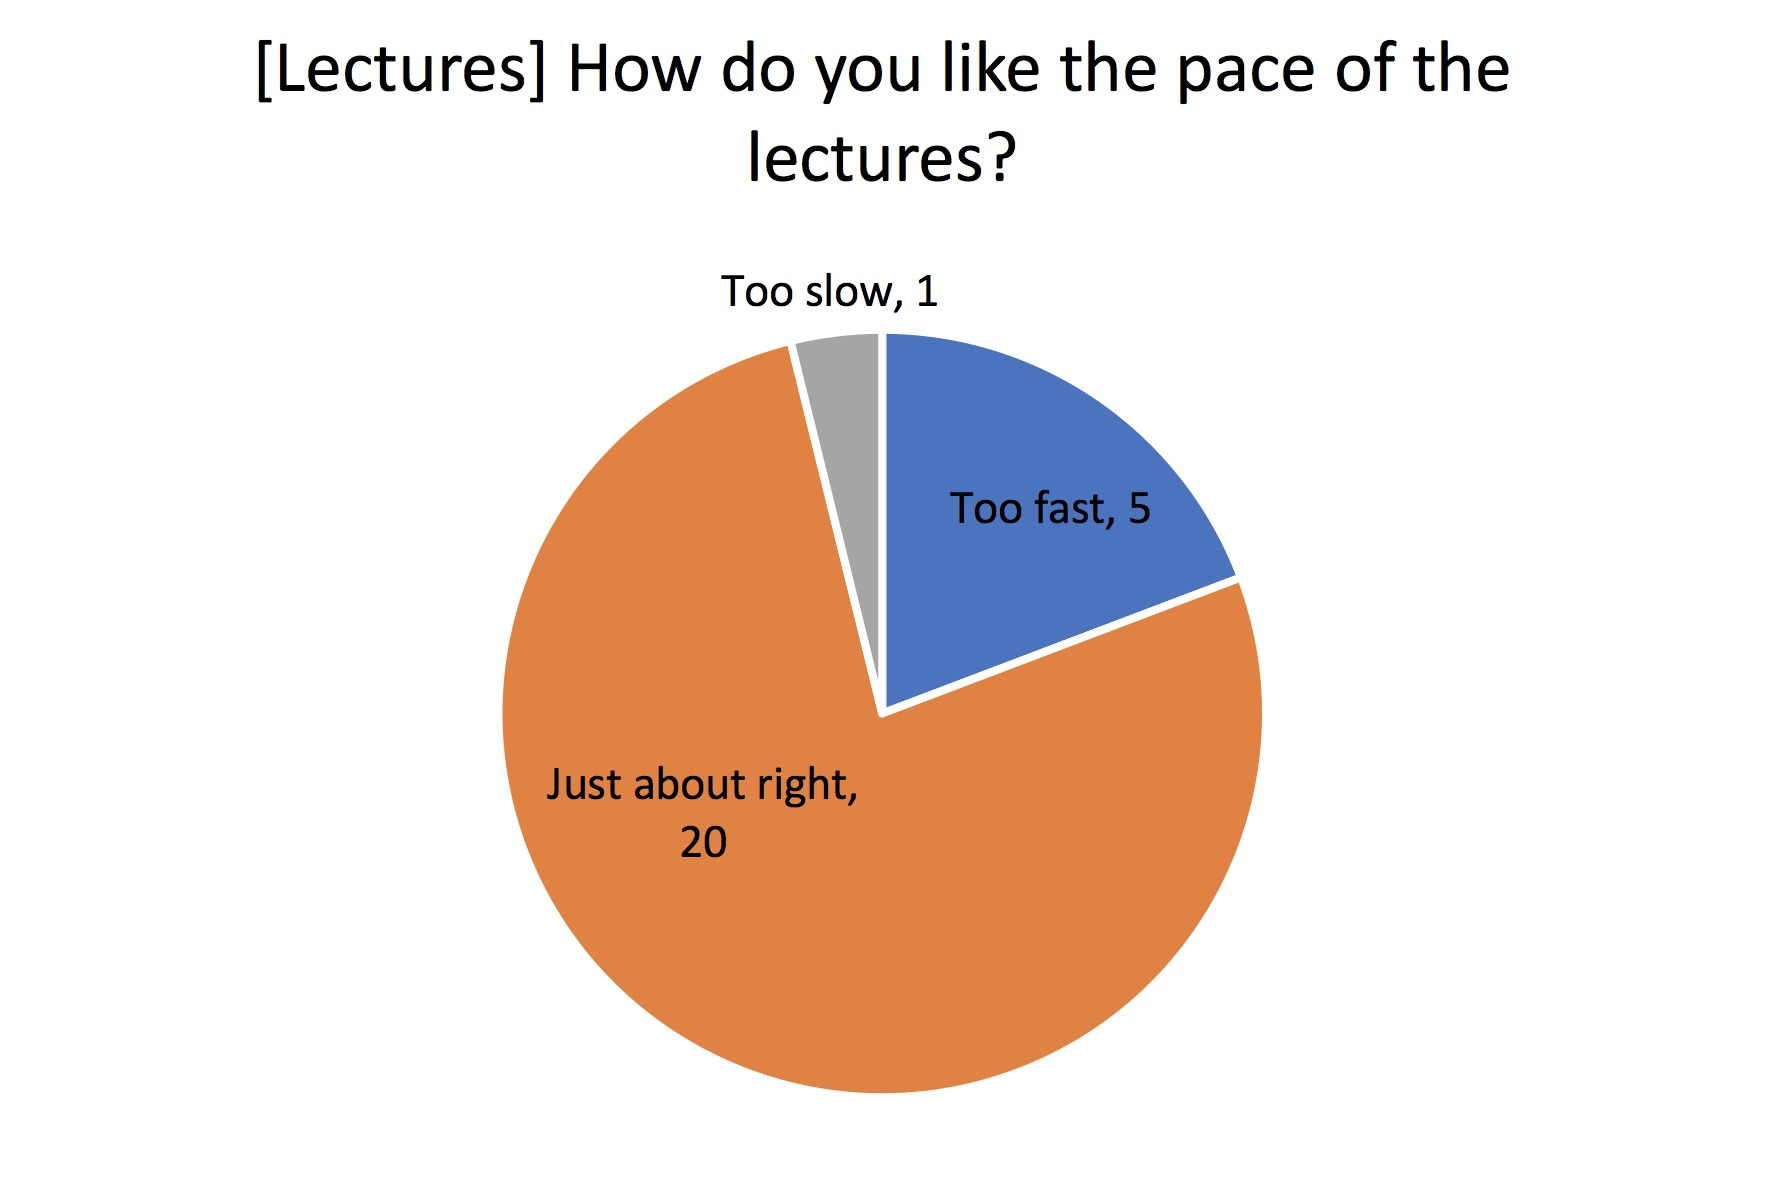 [Lectures] How do you like the pace of the
lectures?
Too slow, 1
Too fast, 5
Just about right,
20